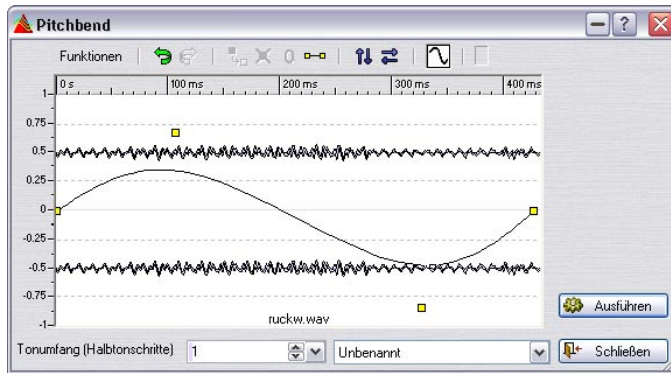 Pitchbend
Funktionen
0 s 100 ms 200 ms 300 ms 400 ms
1
0.75
0.5
0.25
0
-0.25
-0.5
-0.75
-1
ruckw.wav
Ausführen
Tonumfang (Halbtonschritte) 1 Unbenannt Schließen